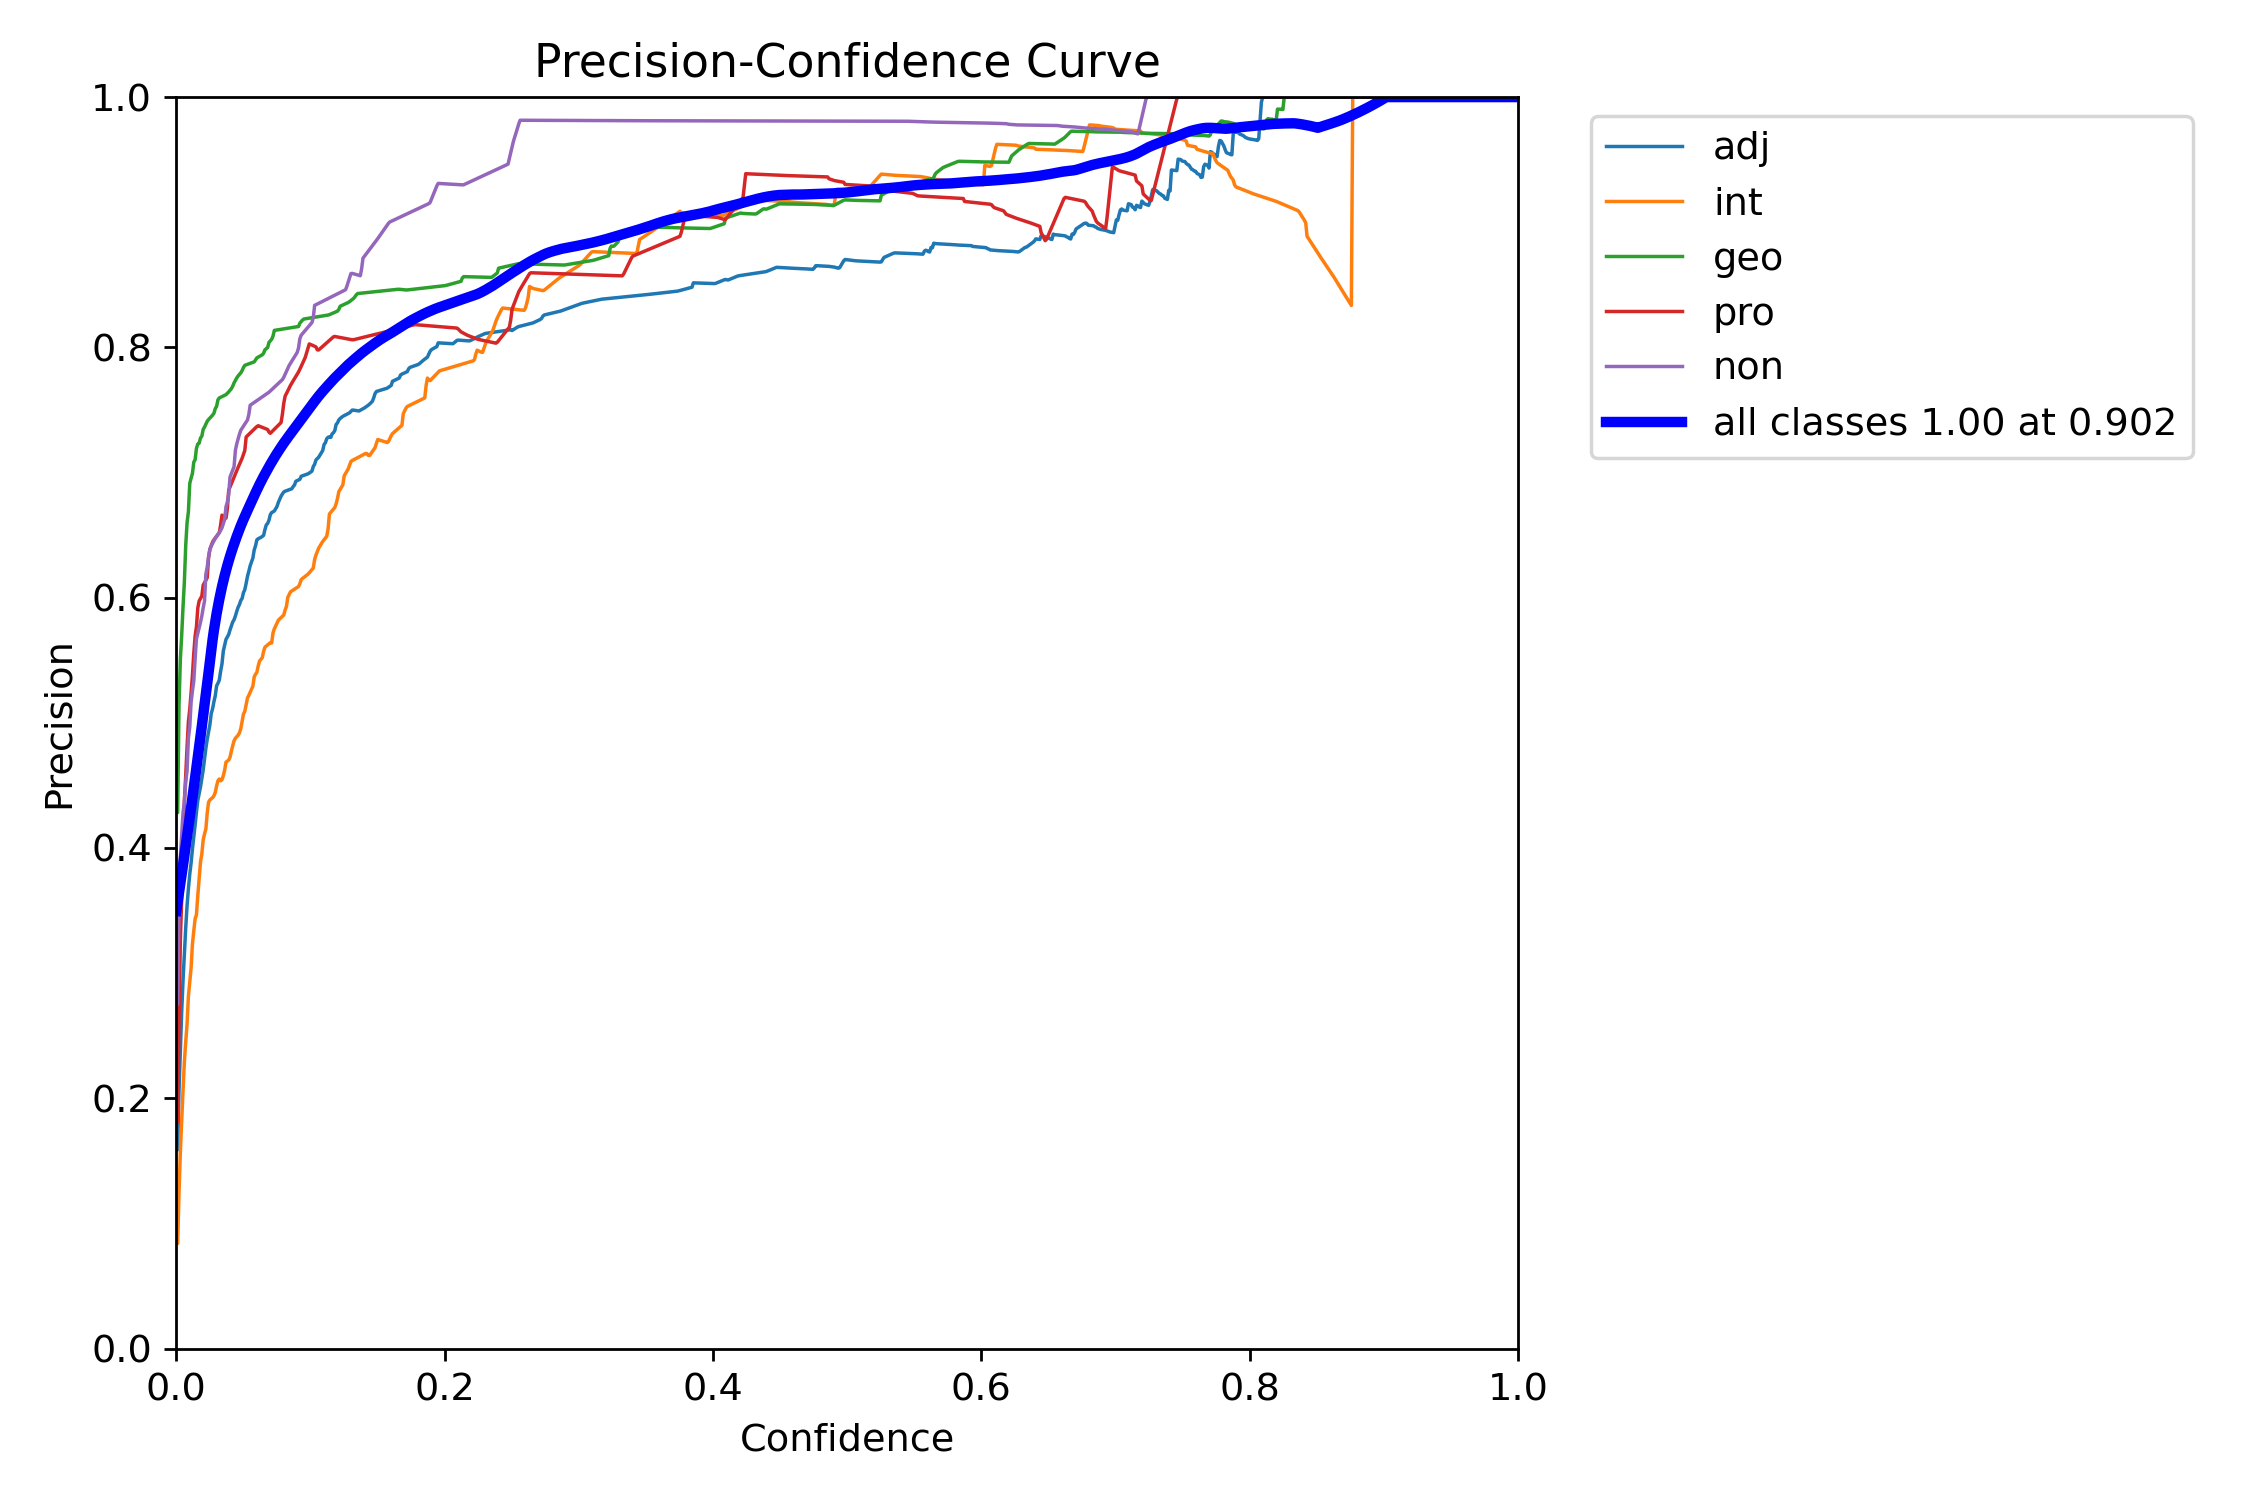 Precision-Confidence Curve
1.0
0.8
0.6
0.4
0.2
0.0
Precision
0.0 0.2 0.4 0.6 0.8 1.0
Confidence
adj
int
geo
pro
non
all classes 1.00 at 0.902